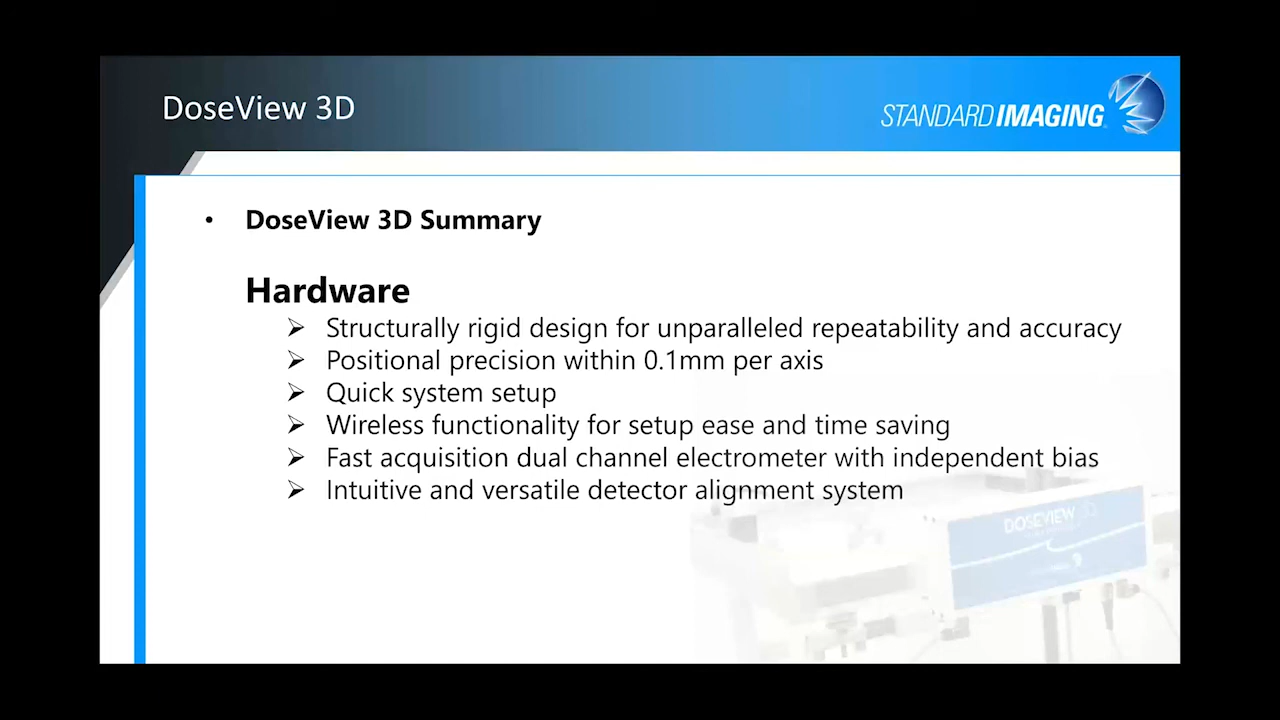 DoseView 3D
STANDARD IMAGING
• DoseView 3D Summary
Hardware
➢ Structurally rigid design for unparalleled repeatability and accuracy
➢ Positional precision within 0.1mm per axis
➢ Quick system setup
➢ Wireless functionality for setup ease and time saving
➢ Fast acquisition dual channel electrometer with independent bias
➢ Intuitive and versatile detector alignment system
DOSEVIEW 3D